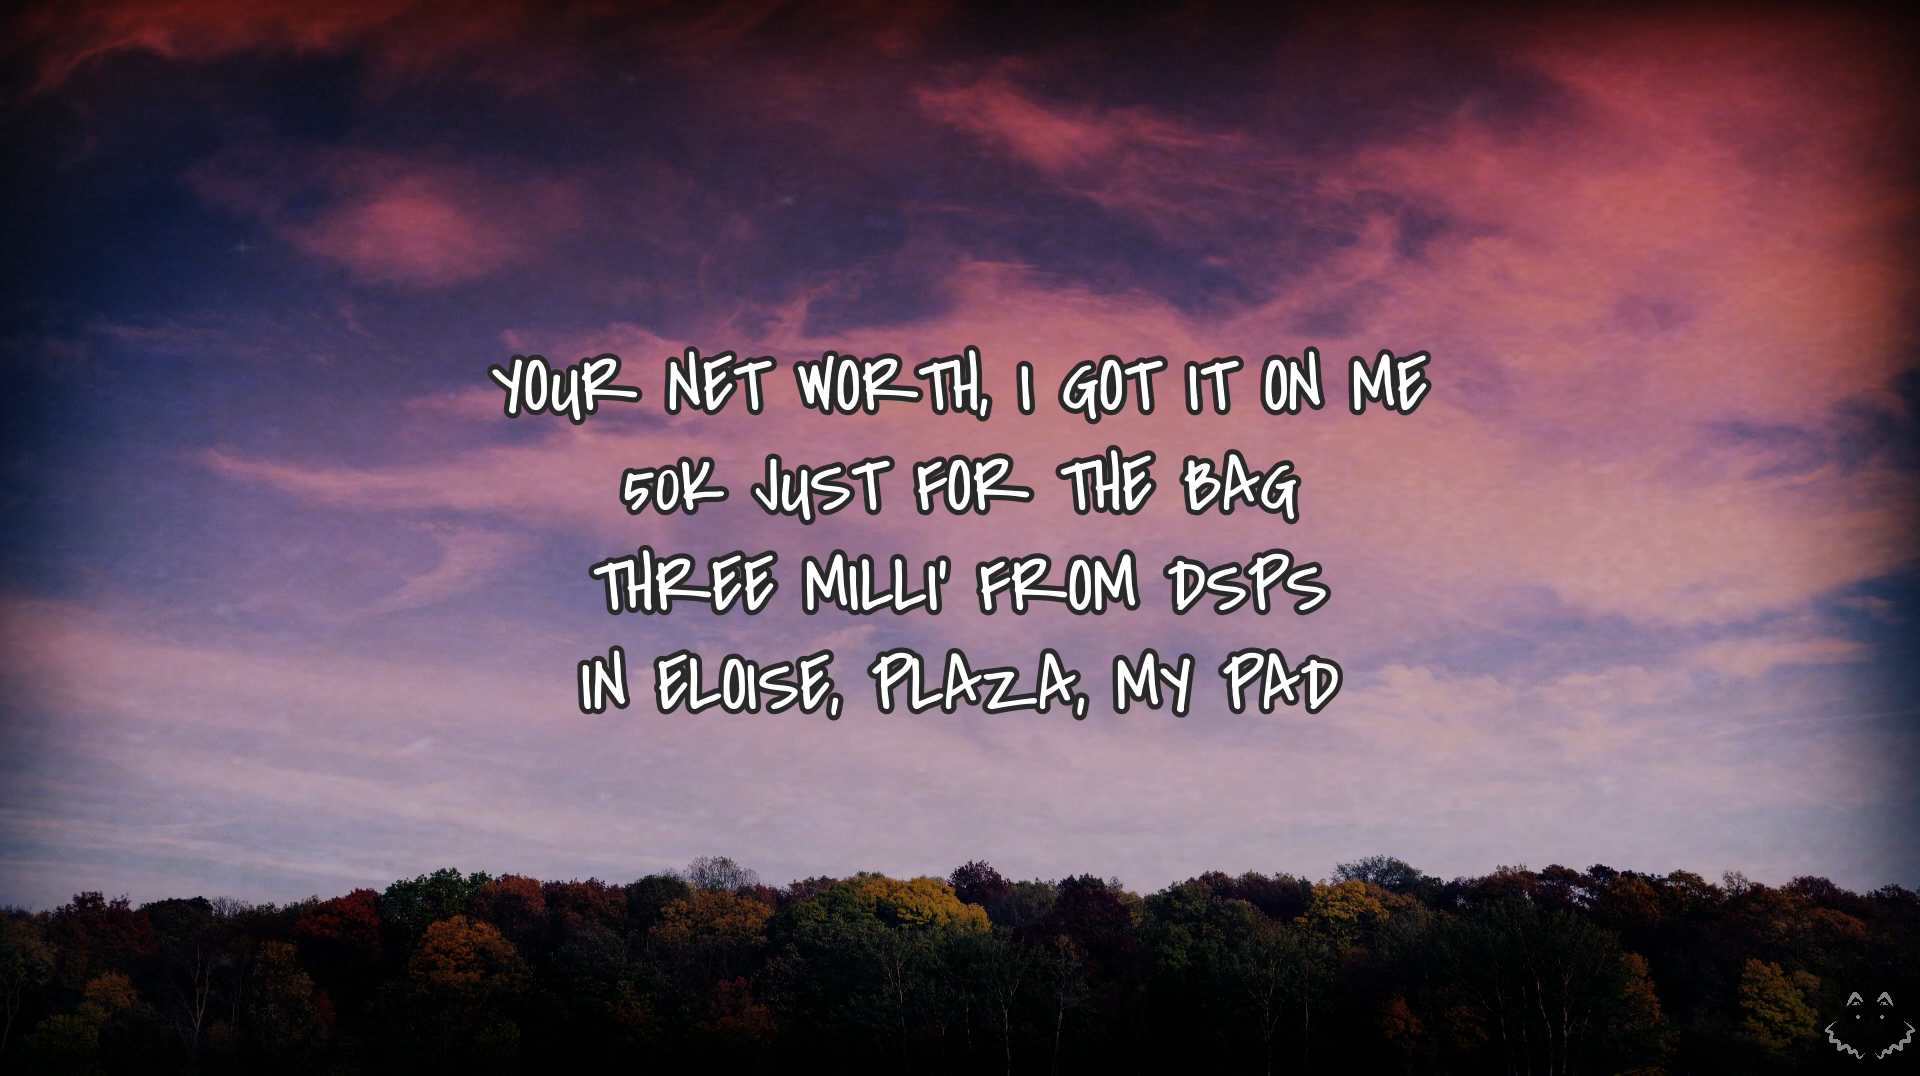 YOUR NET WORTH, I GOT IT ON ME
50K JUST FOR THE BAG
THREE MILLI' FROM DSPS
IN ELOISE, PLAZA, MY PAD